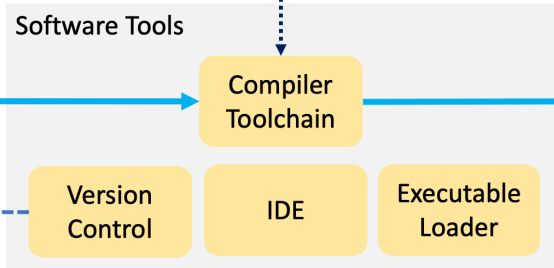 Software Tools
Compiler
Toolchain
Version
Control
IDE
Executable
Loader